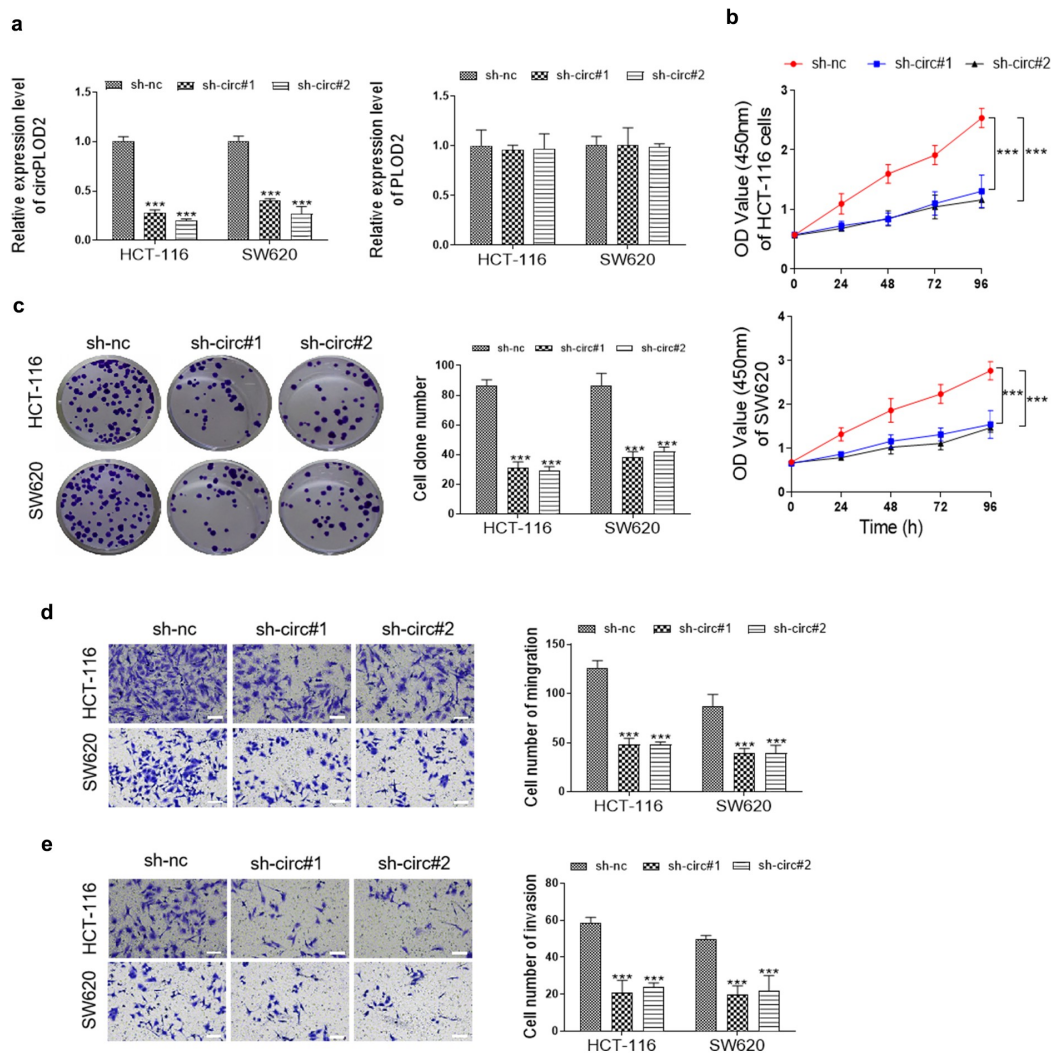 a
sh-nc sh-circ#1 sh-circ#2
Relative expression level
of circPLOD2
1.5
1.0
0.5
0.0
*** *** *** ***
HCT-116 SW620
sh-nc sh-circ#1 sh-circ#2
Relative expression level
of PLOD2
1.5
1.0
0.5
0.0
HCT-116 SW620
b
sh-nc sh-circ#1 sh-circ#2
OD Value (450nm)
of HCT-116 cells
3
2
1
0
*** ***
0 24 48 72 96
OD Value (450nm)
of SW620
3
2
1
0
*** ***
0 24 48 72 96
Time (h)
c
sh-nc sh-circ#1 sh-circ#2
HCT-116
SW620
sh-nc sh-circ#1 sh-circ#2
Cell clone number
100
80
60
40
20
0
*** *** *** ***
HCT-116 SW620
d
sh-nc sh-circ#1 sh-circ#2
HCT-116
SW620
sh-nc sh-circ#1 sh-circ#2
Cell number of mingration
150
100
50
0
*** *** *** ***
HCT-116 SW620
e
sh-nc sh-circ#1 sh-circ#2
HCT-116
SW620
sh-nc sh-circ#1 sh-circ#2
Cell number of invasion
80
60
40
20
0
*** *** *** ***
HCT-116 SW620